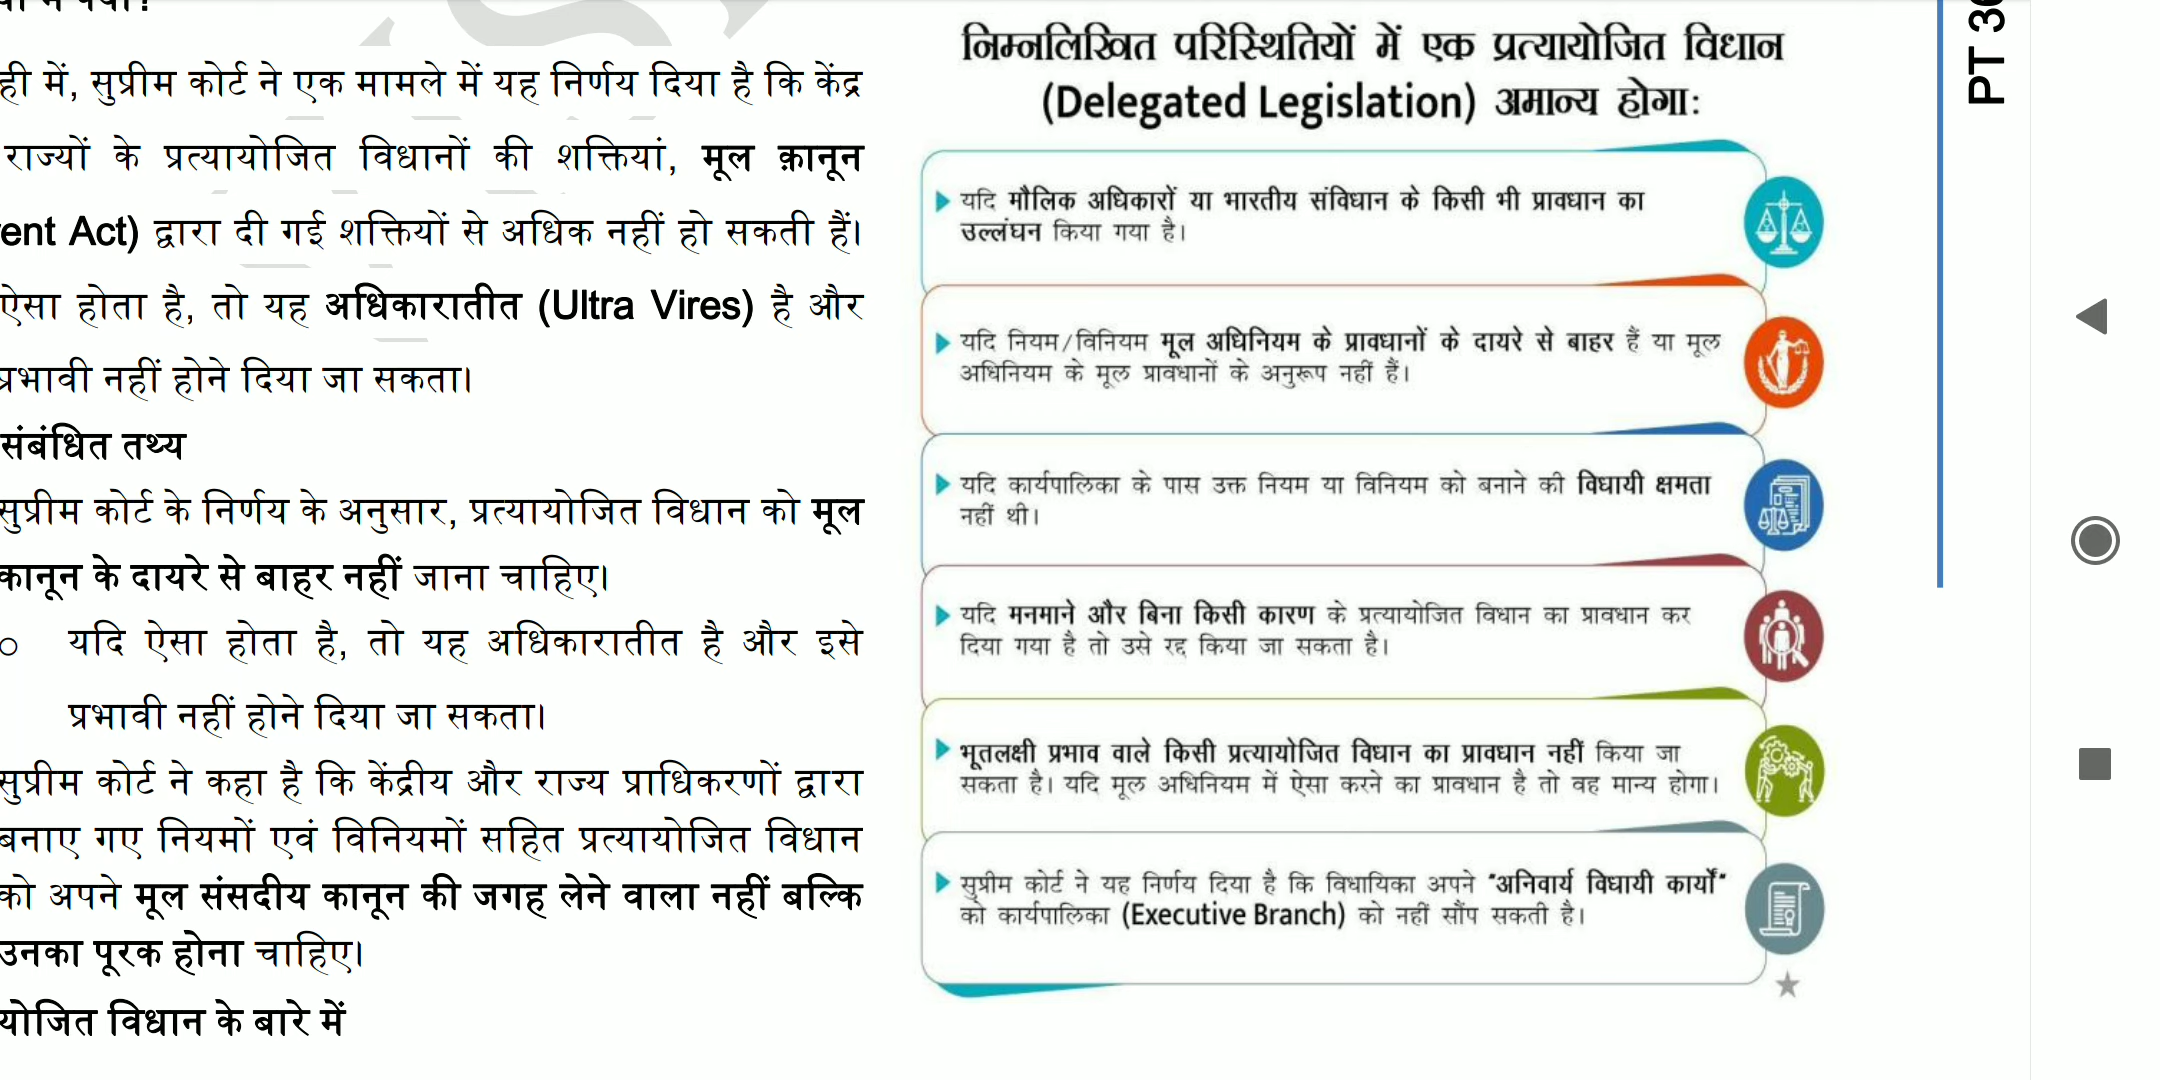 ही में, सुप्रीम कोर्ट ने एक मामले में यह निर्णय दिया है कि केंद्र
राज्यों के प्रत्यायोजित विधानों की शक्तियां, मूल क़ानून
ent Act) द्वारा दी गई शक्तियों से अधिक नहीं हो सकती हैं।
ऐसा होता है, तो यह अधिकारातीत (Ultra Vires) है और
प्रभावी नहीं होने दिया जा सकता।
संबंधित तथ्य
सुप्रीम कोर्ट के निर्णय के अनुसार, प्रत्यायोजित विधान को मूल
कानून के दायरे से बाहर नहीं जाना चाहिए।
○ यदि ऐसा होता है, तो यह अधिकारातीत है और इसे
प्रभावी नहीं होने दिया जा सकता।
सुप्रीम कोर्ट ने कहा है कि केंद्रीय और राज्य प्राधिकरणों द्वारा
बनाए गए नियमों एवं विनियमों सहित प्रत्यायोजित विधान
को अपने मूल संसदीय कानून की जगह लेने वाला नहीं बल्कि
उनका पूरक होना चाहिए।
योजित विधान के बारे में
निम्नलिखित परिस्थितियों में एक प्रत्यायोजित विधान
(Delegated Legislation) अमान्य होगा:
यदि मौलिक अधिकारों या भारतीय संविधान के किसी भी प्रावधान का
उल्लंघन किया गया है।
यदि नियम/विनियम मूल अधिनियम के प्रावधानों के दायरे से बाहर हैं या मूल
अधिनियम के मूल प्रावधानों के अनुरूप नहीं हैं।
यदि कार्यपालिका के पास उक्त नियम या विनियम को बनाने की विधायी क्षमता
नहीं थी।
यदि मनमाने और बिना किसी कारण के प्रत्यायोजित विधान का प्रावधान कर
दिया गया है तो उसे रद्द किया जा सकता है।
भूतलक्षी प्रभाव वाले किसी प्रत्यायोजित विधान का प्रावधान नहीं किया जा
सकता है। यदि मूल अधिनियम में ऐसा करने का प्रावधान है तो वह मान्य होगा।
सुप्रीम कोर्ट ने यह निर्णय दिया है कि विधायिका अपने "अनिवार्य विधायी कार्यों"
को कार्यपालिका (Executive Branch) को नहीं सौंप सकती है।
PT 36